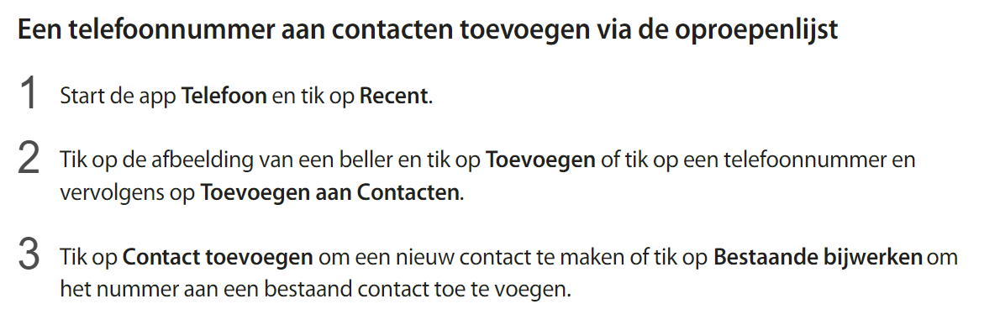 Een telefoonnummer aan contacten toevoegen via de oproepenlijst
1 Start de app Telefoon en tik op Recent.
2 Tik op de afbeelding van een beller en tik op Toevoegen of tik op een telefoonnummer en
vervolgens op Toevoegen aan Contacten.
3 Tik op Contact toevoegen om een nieuw contact te maken of tik op Bestaande bijwerken om
het nummer aan een bestaand contact toe te voegen.